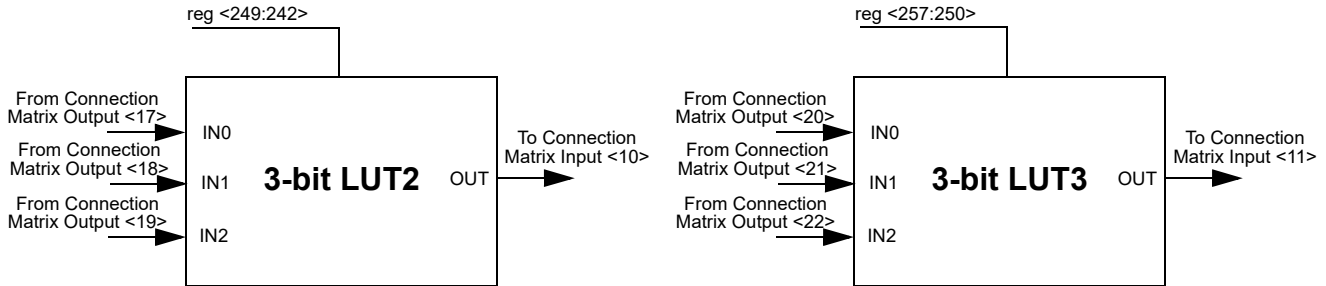 reg <249:242>
From Connection
Matrix Output <17>
IN0
From Connection
Matrix Output <18>
IN1
From Connection
Matrix Output <19>
IN2
3-bit LUT2
OUT
To Connection
Matrix Input <10>
reg <257:250>
From Connection
Matrix Output <20>
IN0
From Connection
Matrix Output <21>
IN1
From Connection
Matrix Output <22>
IN2
3-bit LUT3
OUT
To Connection
Matrix Input <11>